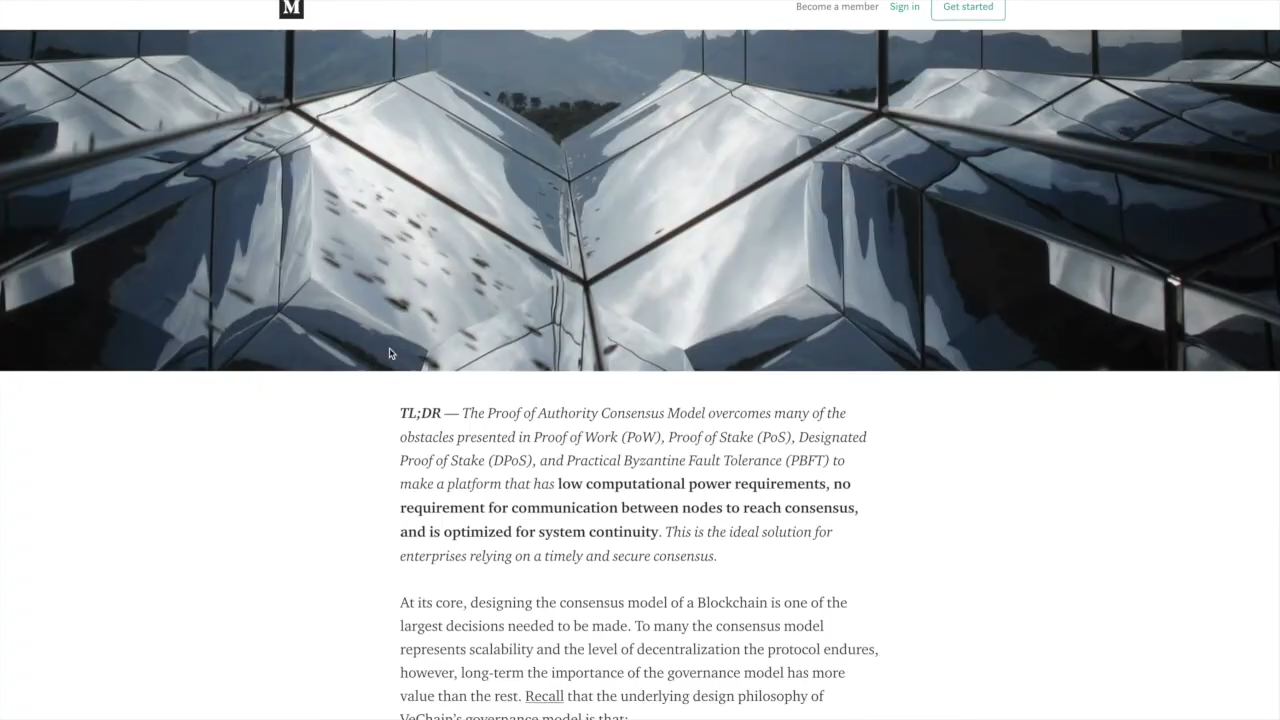 M
Become a member Sign in Get started
TL;DR — The Proof of Authority Consensus Model overcomes many of the
obstacles presented in Proof of Work (PoW), Proof of Stake (PoS), Designated
Proof of Stake (DPoS), and Practical Byzantine Fault Tolerance (PBFT) to
make a platform that has low computational power requirements, no
requirement for communication between nodes to reach consensus,
and is optimized for system continuity. This is the ideal solution for
enterprises relying on a timely and secure consensus.
At its core, designing the consensus model of a Blockchain is one of the
largest decisions needed to be made. To many the consensus model
represents scalability and the level of decentralization the protocol endures,
however, long-term the importance of the governance model has more
value than the rest. Recall that the underlying design philosophy of
VeChain's governance model is that: